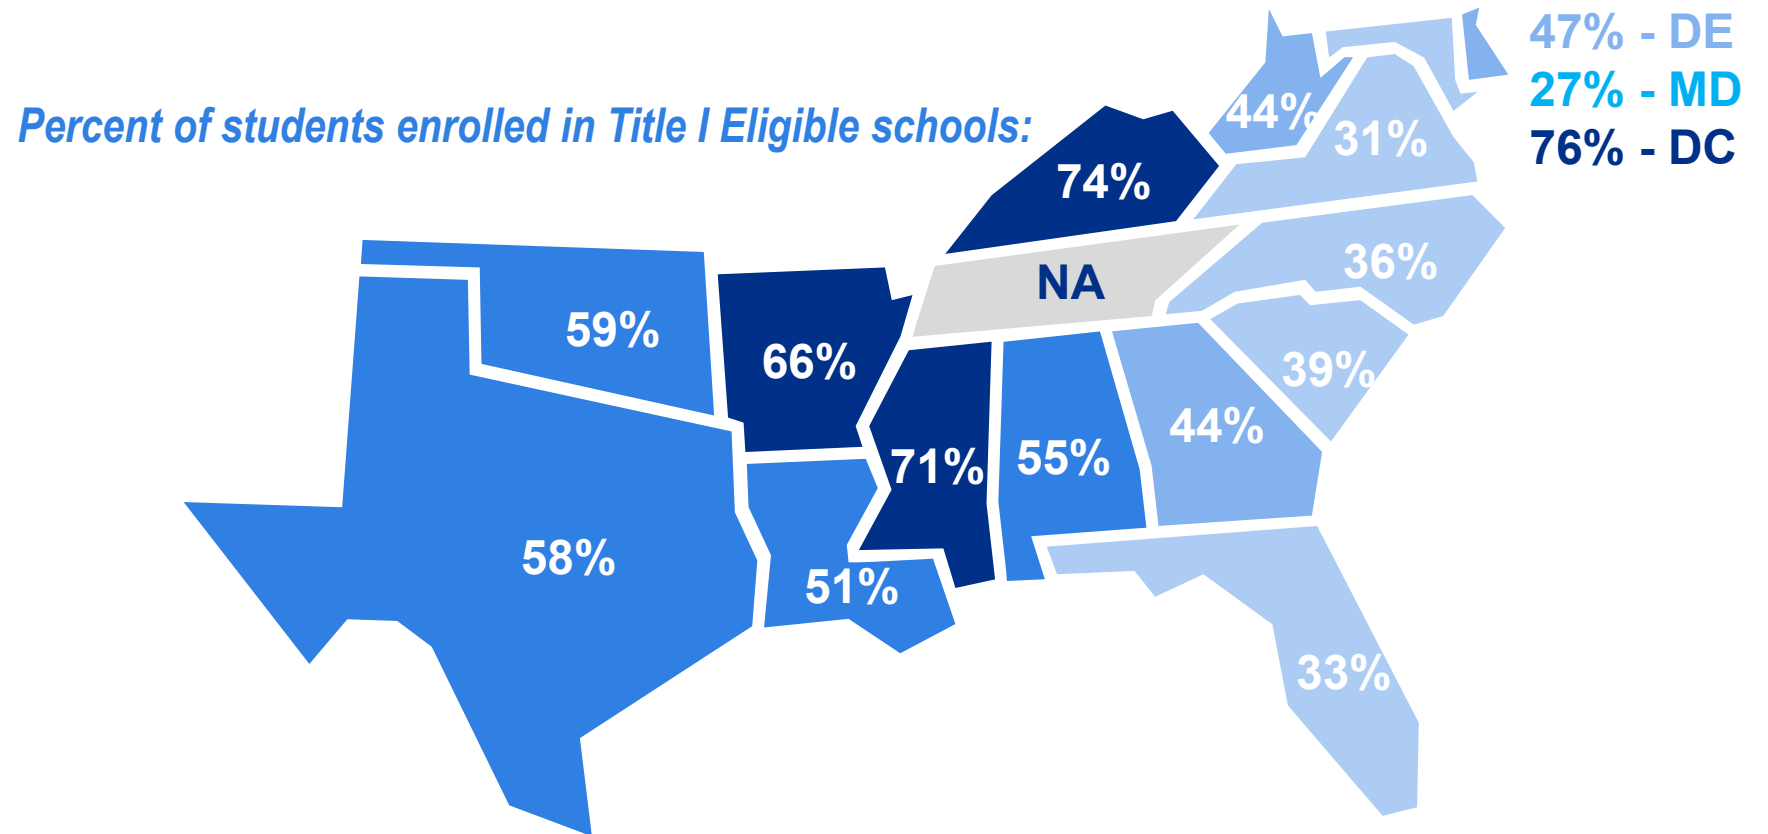 47% - DE
27% - MD
76% - DC
Percent of students enrolled in Title I Eligible schools:
44%
31%
74%
36%
NA
59%
66%
39%
44%
71%
55%
58%
51%
33%